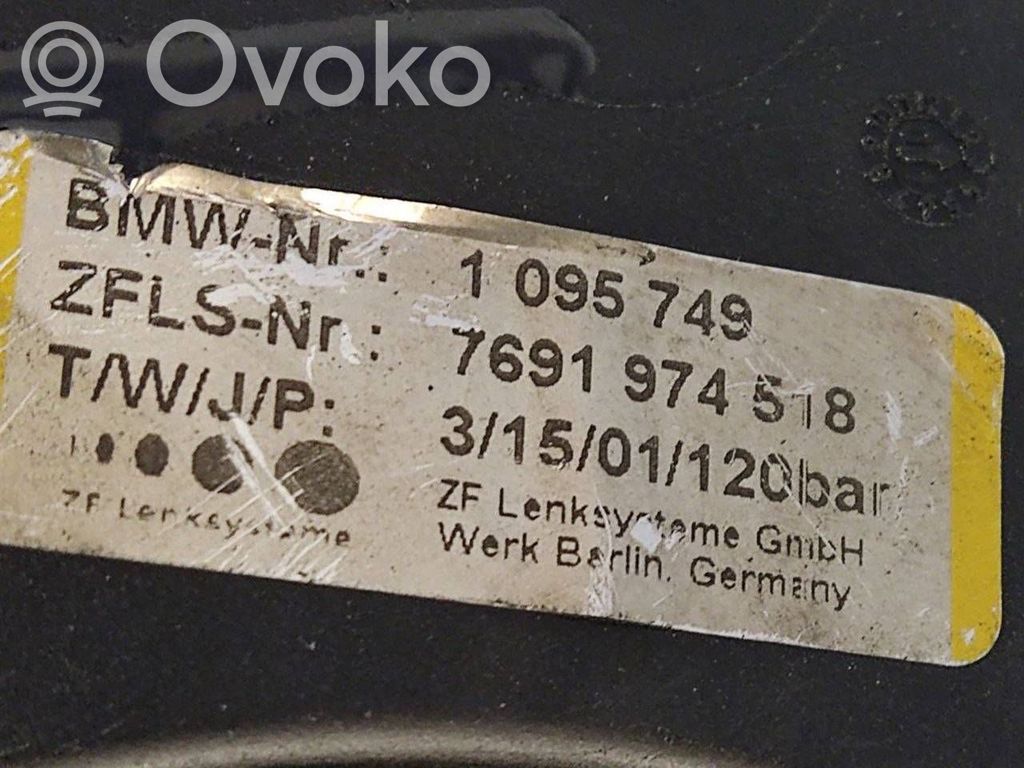 Ovoko
BMW-Nr.: 1 095 749
ZFLS-Nr.: 7691 974 518
T/W/J/P: 3/15/01/120bar
ZF Lenksysteme
ZF Lenksysteme GmbH
Werk Berlin, Germany